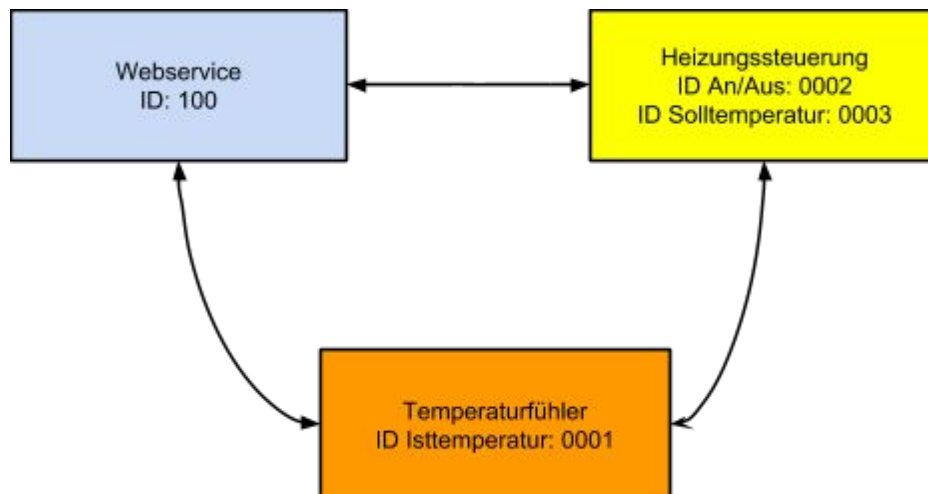 Webservice
ID: 100
Heizungssteuerung
ID An/Aus: 0002
ID Solltemperatur: 0003
Temperaturfühler
ID Isttemperatur: 0001